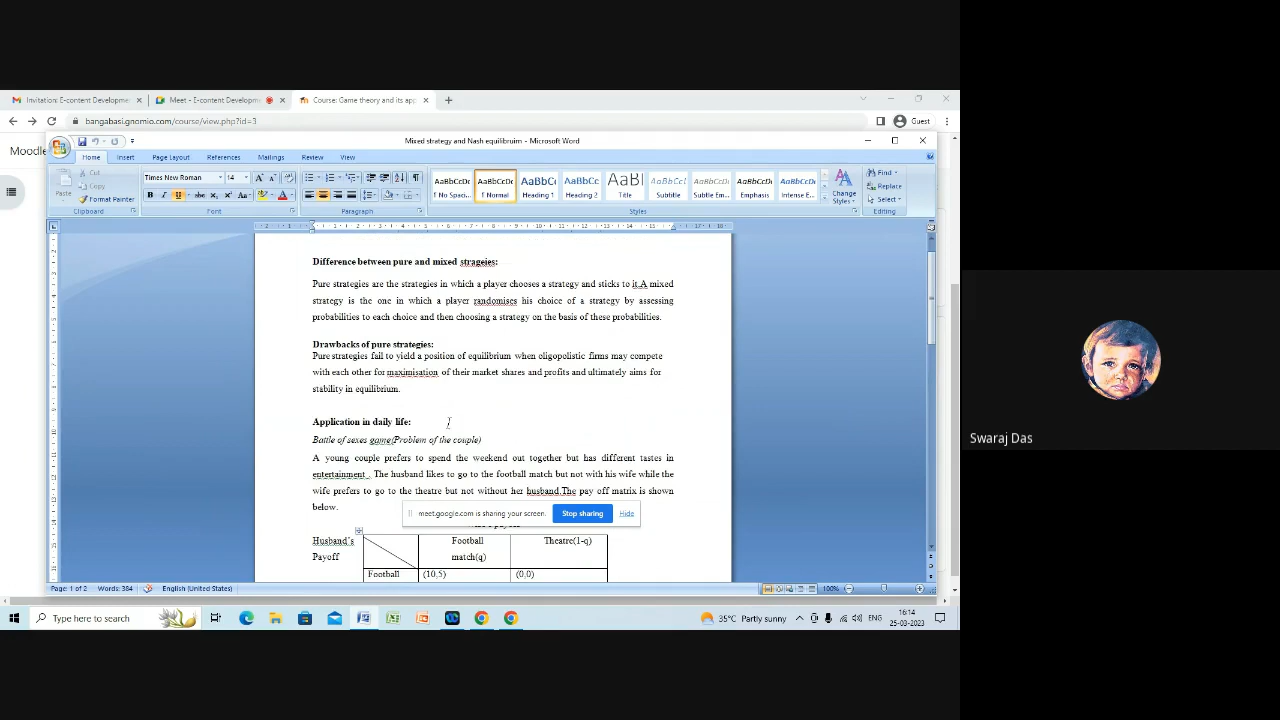 Invitation: E-content Developme
Meet - E-content Developm
Course: Game theory and its app
bangabasi.gnomio.com/course/view.php?id=3
Guest
Moodle
Mixed strategy and Nash equilibruim - Microsoft Word
Home Insert Page Layout References Mailings Review View
Cut
Copy
Format Painter
Paste
Clipboard
Times New Roman 14
Font
Paragraph
AaBbCcDc AaBbCcDc AaBbC AaBbCc AaBl AaBbCcl AaBbCcDc AaBbCcDc AaBbCcDc
¶ No Spaci... ¶ Normal Heading 1 Heading 2 Title Subtitle Subtle Em... Emphasis Intense E...
Styles
Change
Styles
Find
Replace
Select
Editing
Difference between pure and mixed strageies:
Pure strategies are the strategies in which a player chooses a strategy and sticks to it.A mixed
strategy is the one in which a player randomises his choice of a strategy by assessing
probabilities to each choice and then choosing a strategy on the basis of these probabilities.
Drawbacks of pure strategies:
Pure strategies fail to yield a position of equilibrium when oligopolistic firms may compete
with each other for maximisation of their market shares and profits and ultimately aims for
stability in equilibrium.
Application in daily life:
Battle of sexes game(Problem of the couple)
A young couple prefers to spend the weekend out together but has different tastes in
entertainment . The husband likes to go to the football match but not with his wife while the
wife prefers to go to the theatre but not without her husband.The pay off matrix is shown
below.
meet.google.com is sharing your screen. Stop sharing Hide
Husband's
Payoff
Football
match(q)
Theatre(1-q)
Football (10,5) (0,0)
Page: 1 of 2 Words: 384 English (United States) 100%
Type here to search
35°C Partly sunny
ENG
16:14
25-03-2023
Swaraj Das